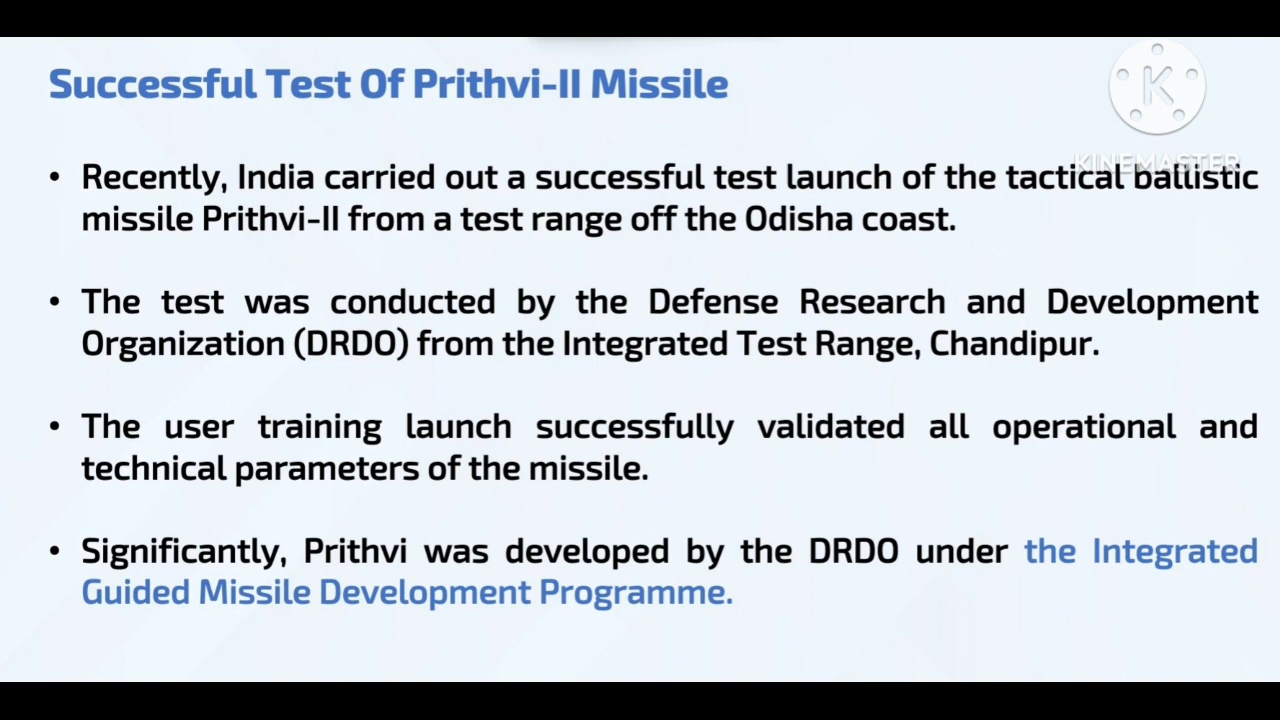 Successful Test Of Prithvi-II Missile
K
KINEMASTER
• Recently, India carried out a successful test launch of the tactical ballistic
missile Prithvi-II from a test range off the Odisha coast.
• The test was conducted by the Defense Research and Development
Organization (DRDO) from the Integrated Test Range, Chandipur.
• The user training launch successfully validated all operational and
technical parameters of the missile.
• Significantly, Prithvi was developed by the DRDO under the Integrated
Guided Missile Development Programme.